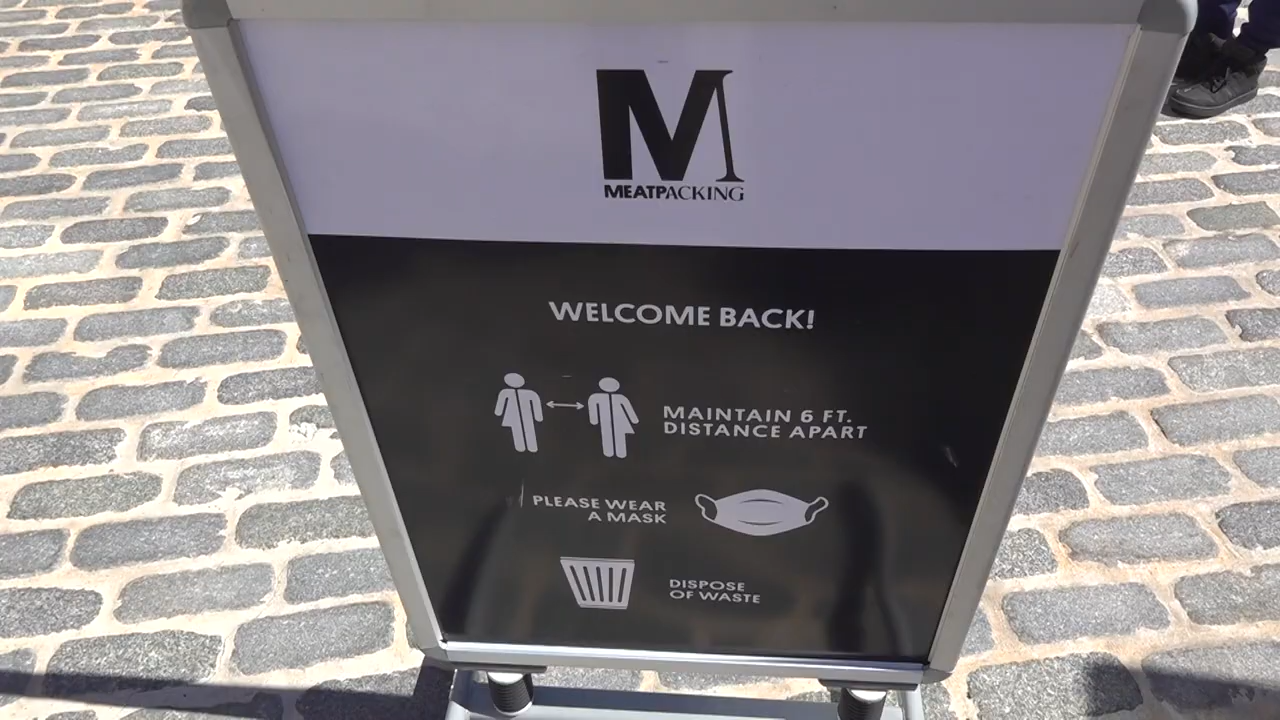 M
MEATPACKING
WELCOME BACK!
MAINTAIN 6 FT.
DISTANCE APART
PLEASE WEAR
A MASK
DISPOSE
OF WASTE